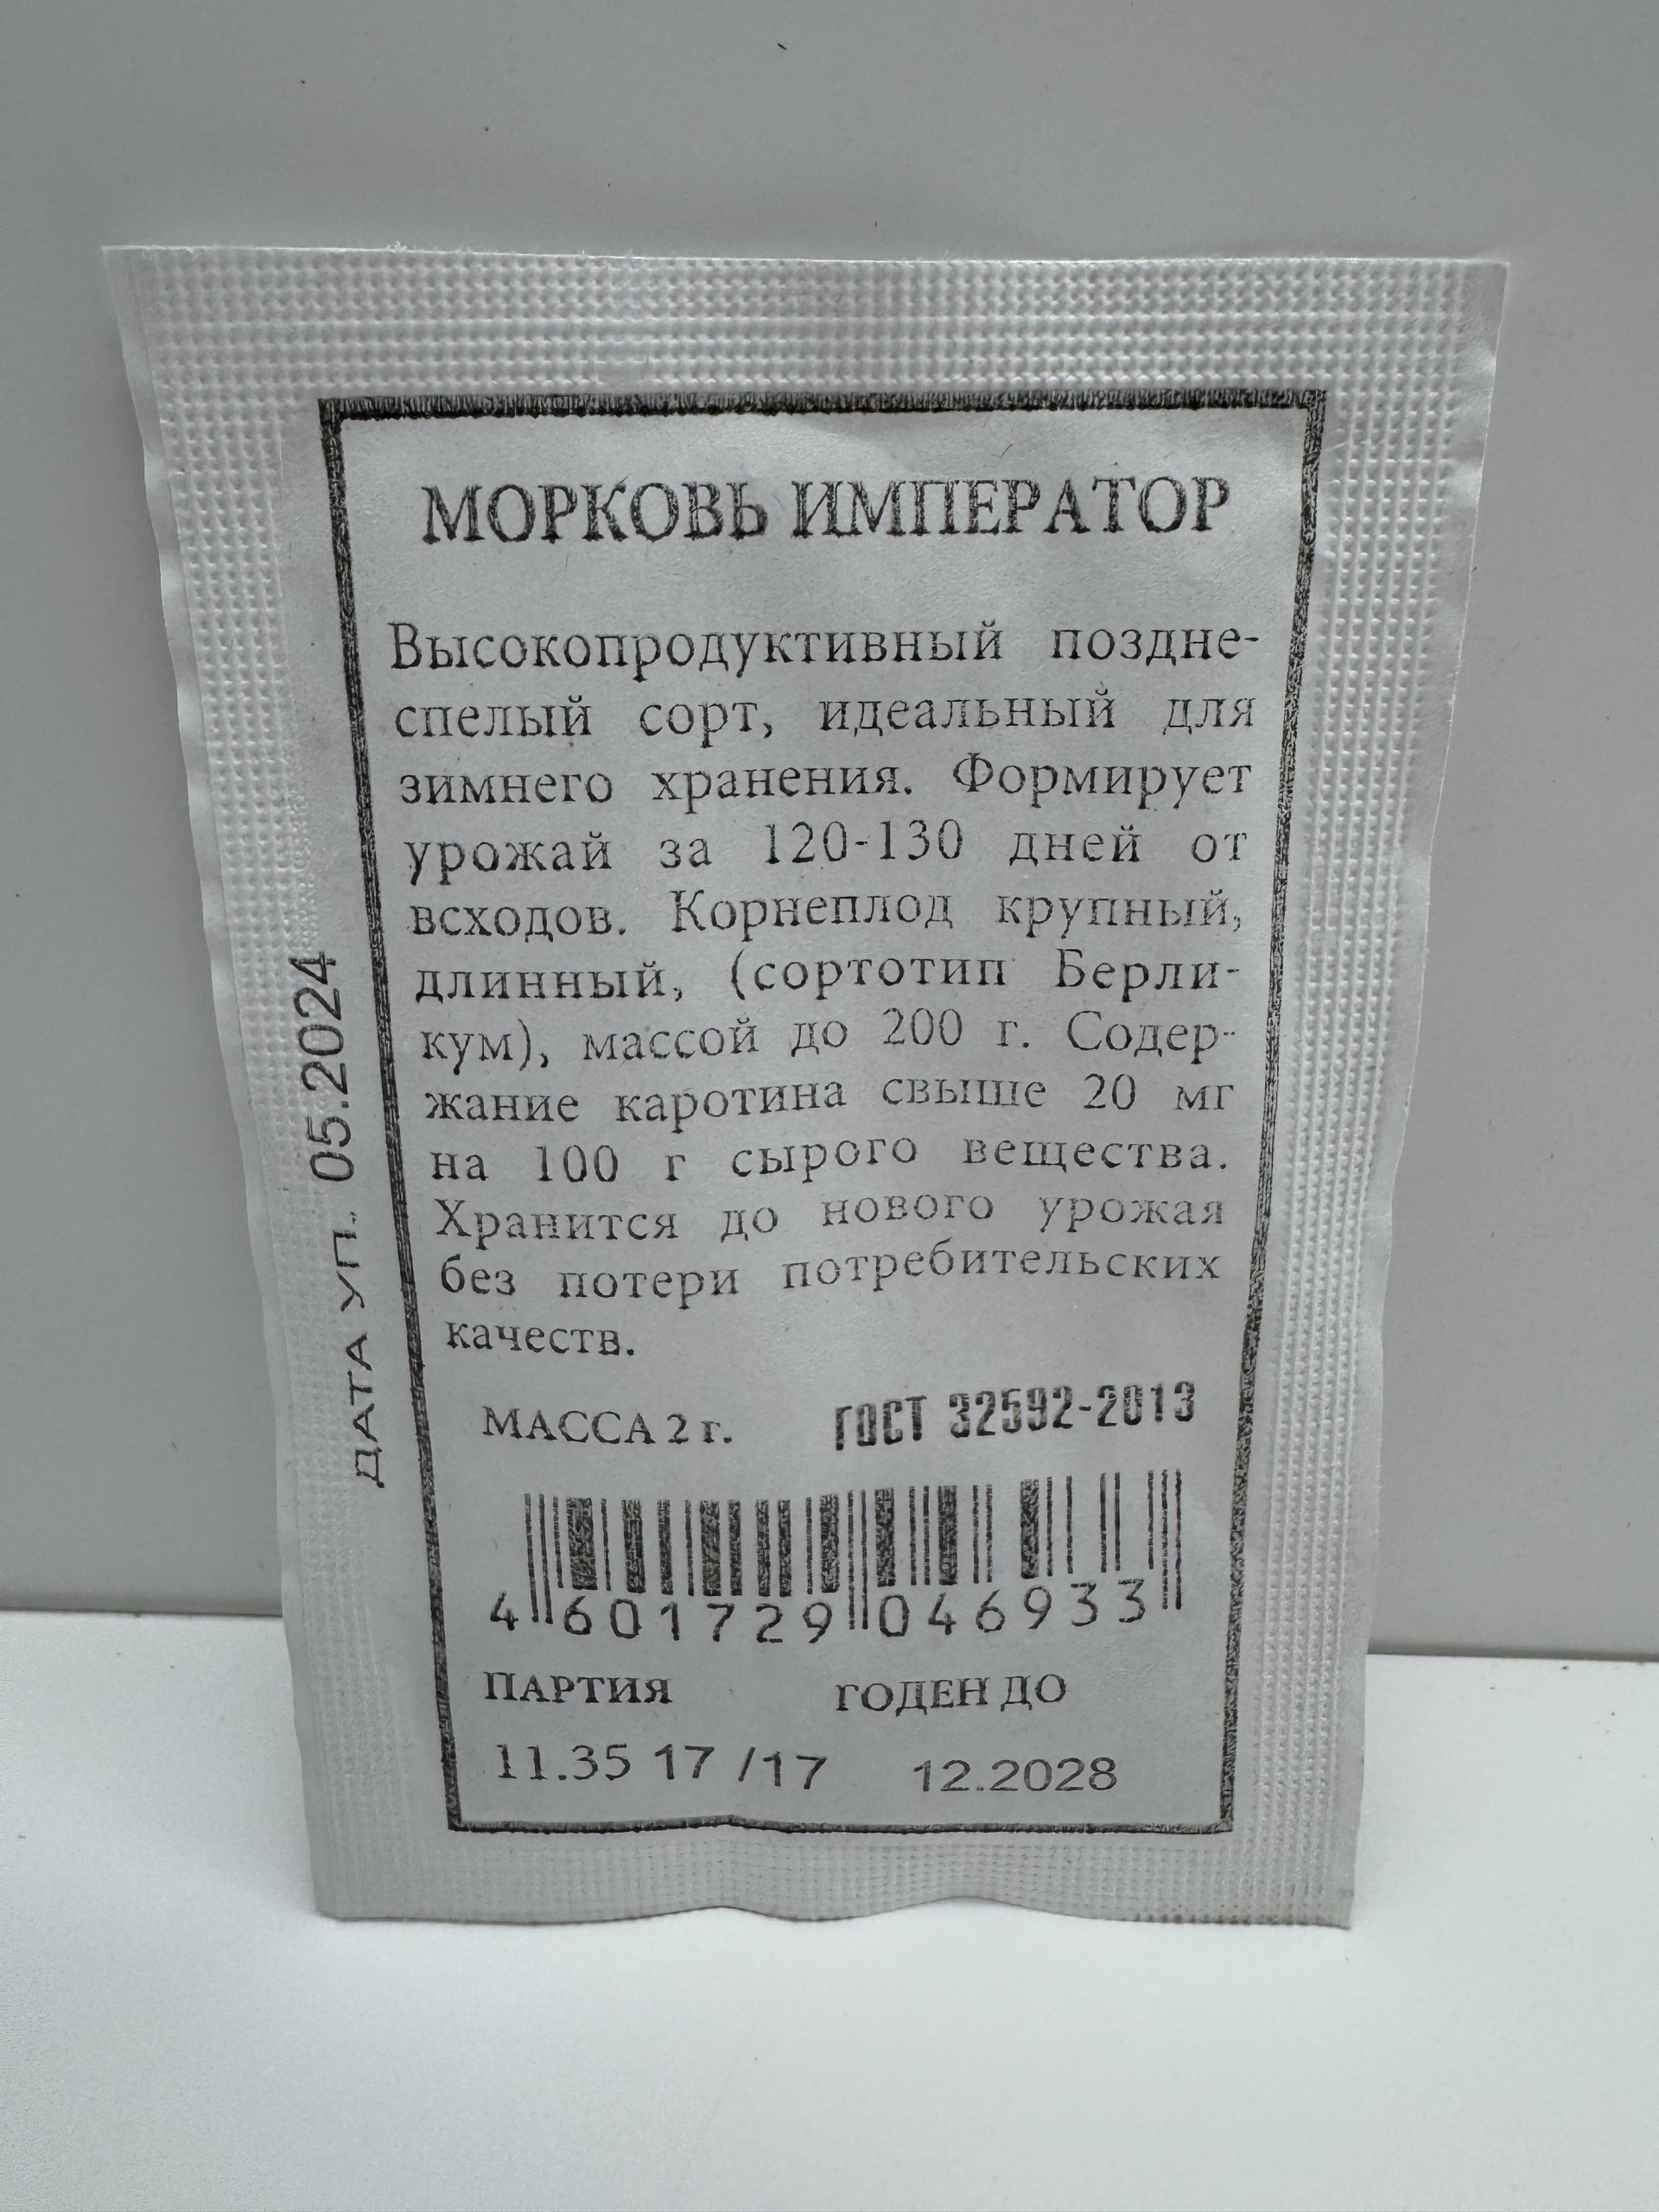 МОРКОВЬ ИМПЕРАТОР
Высокопродуктивный поздне-
спелый сорт, идеальный для
зимнего хранения. Формирует
урожай за 120-130 дней от
всходов. Корнеплод крупный,
длинный, (сортотип Берли-
кум), массой до 200 г. Содер-
жание каротина свыше 20 мг
на 100 г сырого вещества.
Хранится до нового урожая
без потери потребительских
качеств.
МАССА 2 г. ГОСТ 32592-2013
4 601729 046933
ПАРТИЯ ГОДЕН ДО
11.35 17 /17 12.2028
ДАТА УП. 05.2024